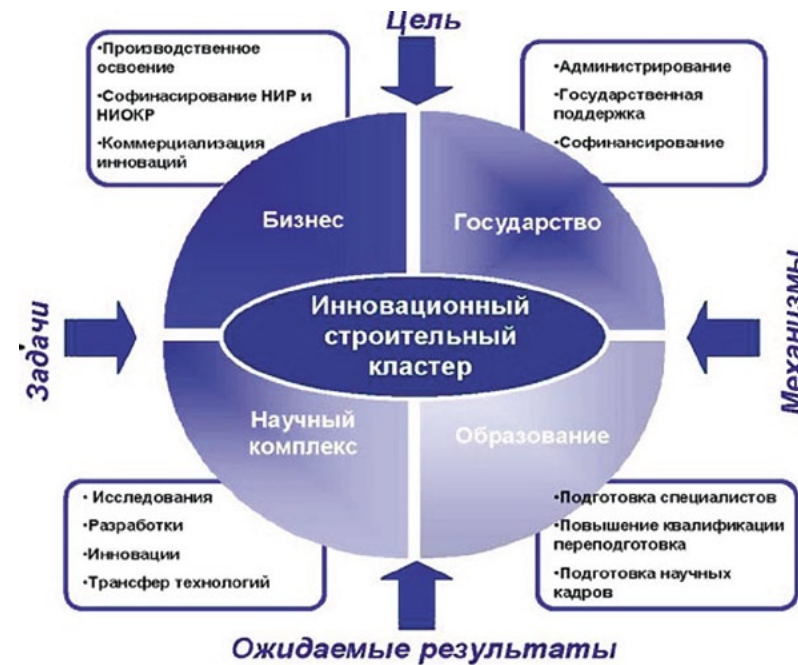 Цель
•Производственное
освоение
•Софинасирование НИР и
НИОКР
•Коммерциализация
инноваций
•Администрирование
•Государственная
поддержка
•Софинансирование
Бизнес
Государство
Задачи
Инновационный
строительный
кластер
Механизмы
Научный
комплекс
Образование
• Исследования
• Разработки
• Инновации
• Трансфер технологий
•Подготовка специалистов
•Повышение квалификации
переподготовка
•Подготовка научных
кадров
Ожидаемые результаты